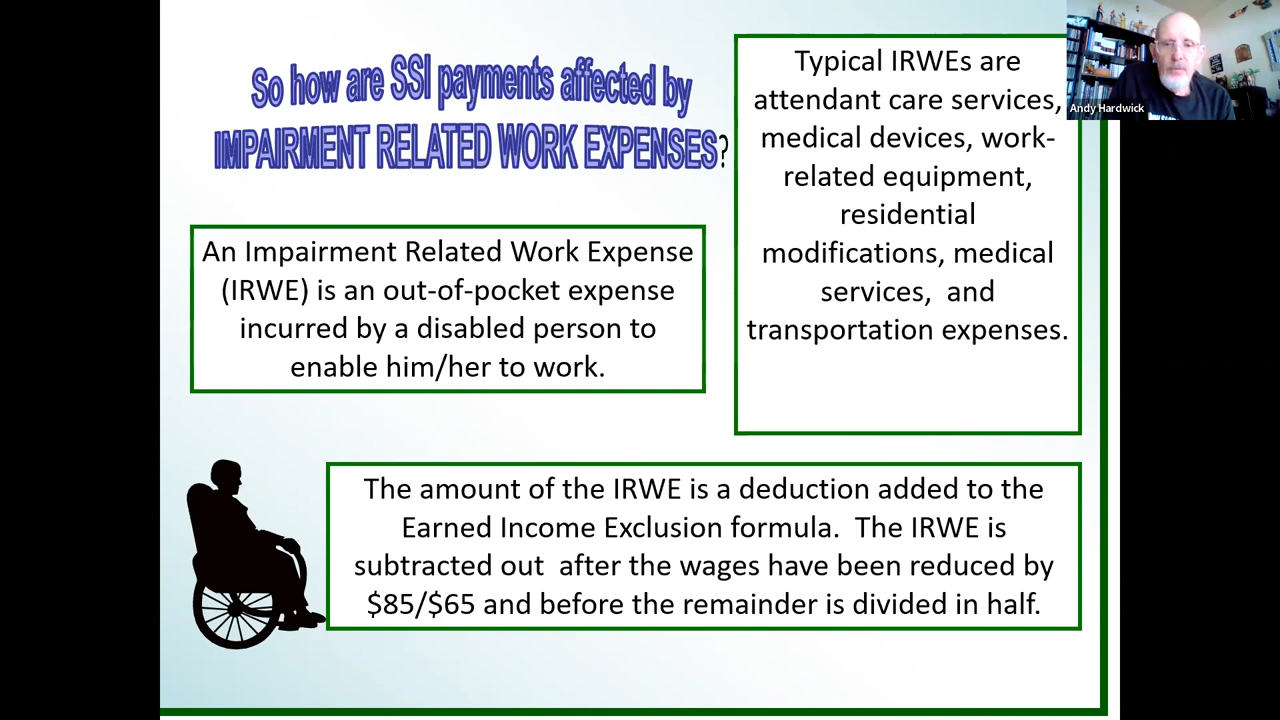 So how are SSI payments affected by
IMPAIRMENT RELATED WORK EXPENSES?
Typical IRWEs are
attendant care services,
medical devices, work-
related equipment,
residential
modifications, medical
services,  and
transportation expenses.
Andy Hardwick
An Impairment Related Work Expense
(IRWE) is an out-of-pocket expense
incurred by a disabled person to
enable him/her to work.
The amount of the IRWE is a deduction added to the
Earned Income Exclusion formula.  The IRWE is
subtracted out  after the wages have been reduced by
$85/$65 and before the remainder is divided in half.